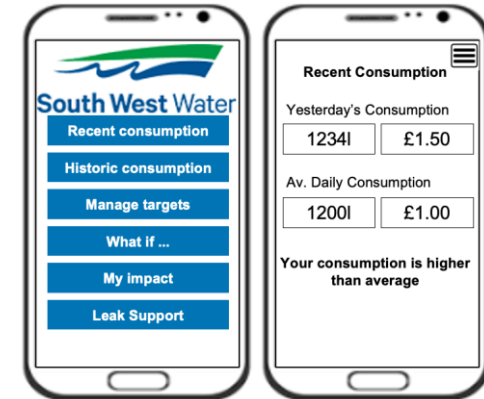 South West Water
Recent consumption
Historic consumption
Manage targets
What if ...
My impact
Leak Support
Recent Consumption
Yesterday's Consumption
1234l £1.50
Av. Daily Consumption
1200l £1.00
Your consumption is higher
than average